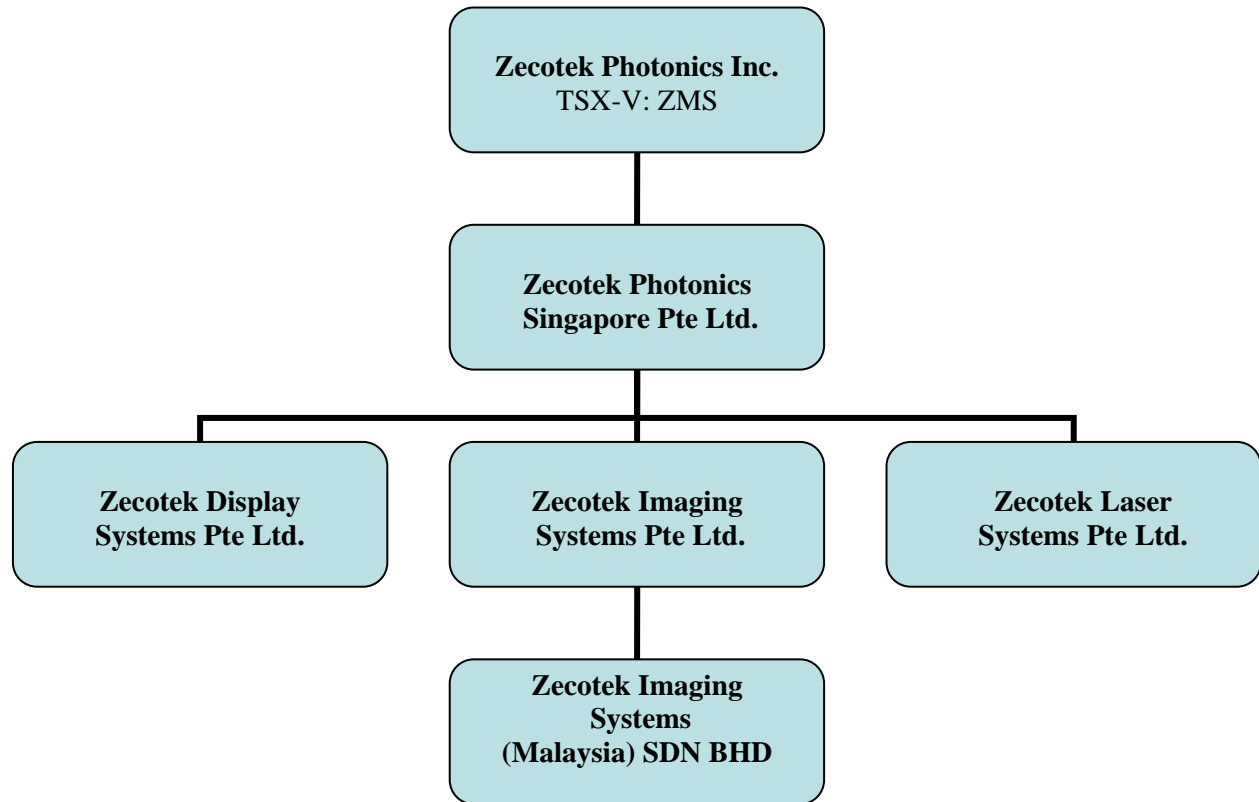 Zecotek Photonics Inc.
TSX-V: ZMS
Zecotek Photonics
Singapore Pte Ltd.
Zecotek Display
Systems Pte Ltd.
Zecotek Imaging
Systems Pte Ltd.
Zecotek Laser
Systems Pte Ltd.
Zecotek Imaging
Systems
(Malaysia) SDN BHD